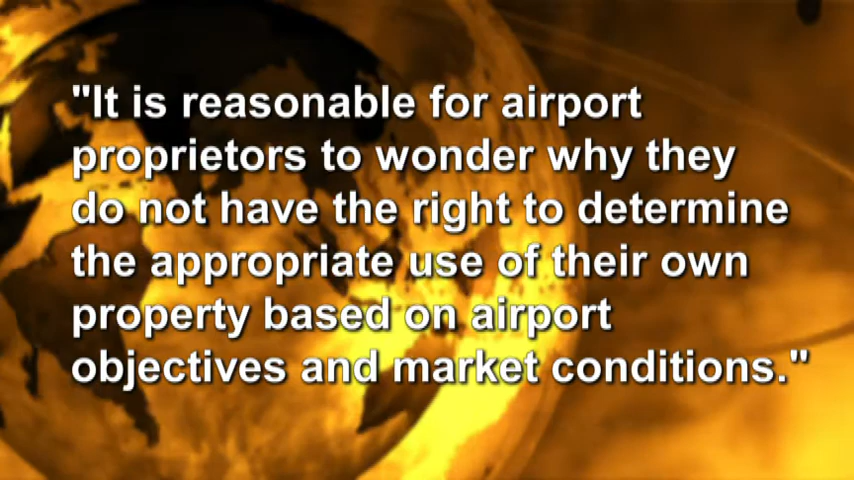 "It is reasonable for airport
proprietors to wonder why they
do not have the right to determine
the appropriate use of their own
property based on airport
objectives and market conditions."